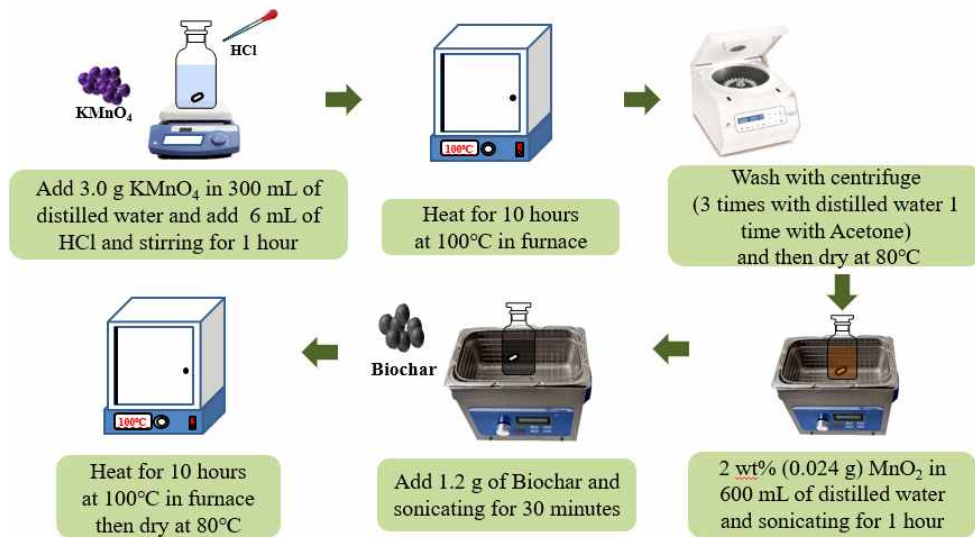 HCl
KMnO₄
100℃
Add 3.0 g KMnO₄ in 300 mL of
distilled water and add 6 mL of
HCl and stirring for 1 hour
Heat for 10 hours
at 100℃ in furnace
Wash with centrifuge
(3 times with distilled water 1
time with Acetone)
and then dry at 80℃
Biochar
100℃
Heat for 10 hours
at 100℃ in furnace
then dry at 80℃
Add 1.2 g of Biochar and
sonicating for 30 minutes
2 wt% (0.024 g) MnO₂ in
600 mL of distilled water
and sonicating for 1 hour